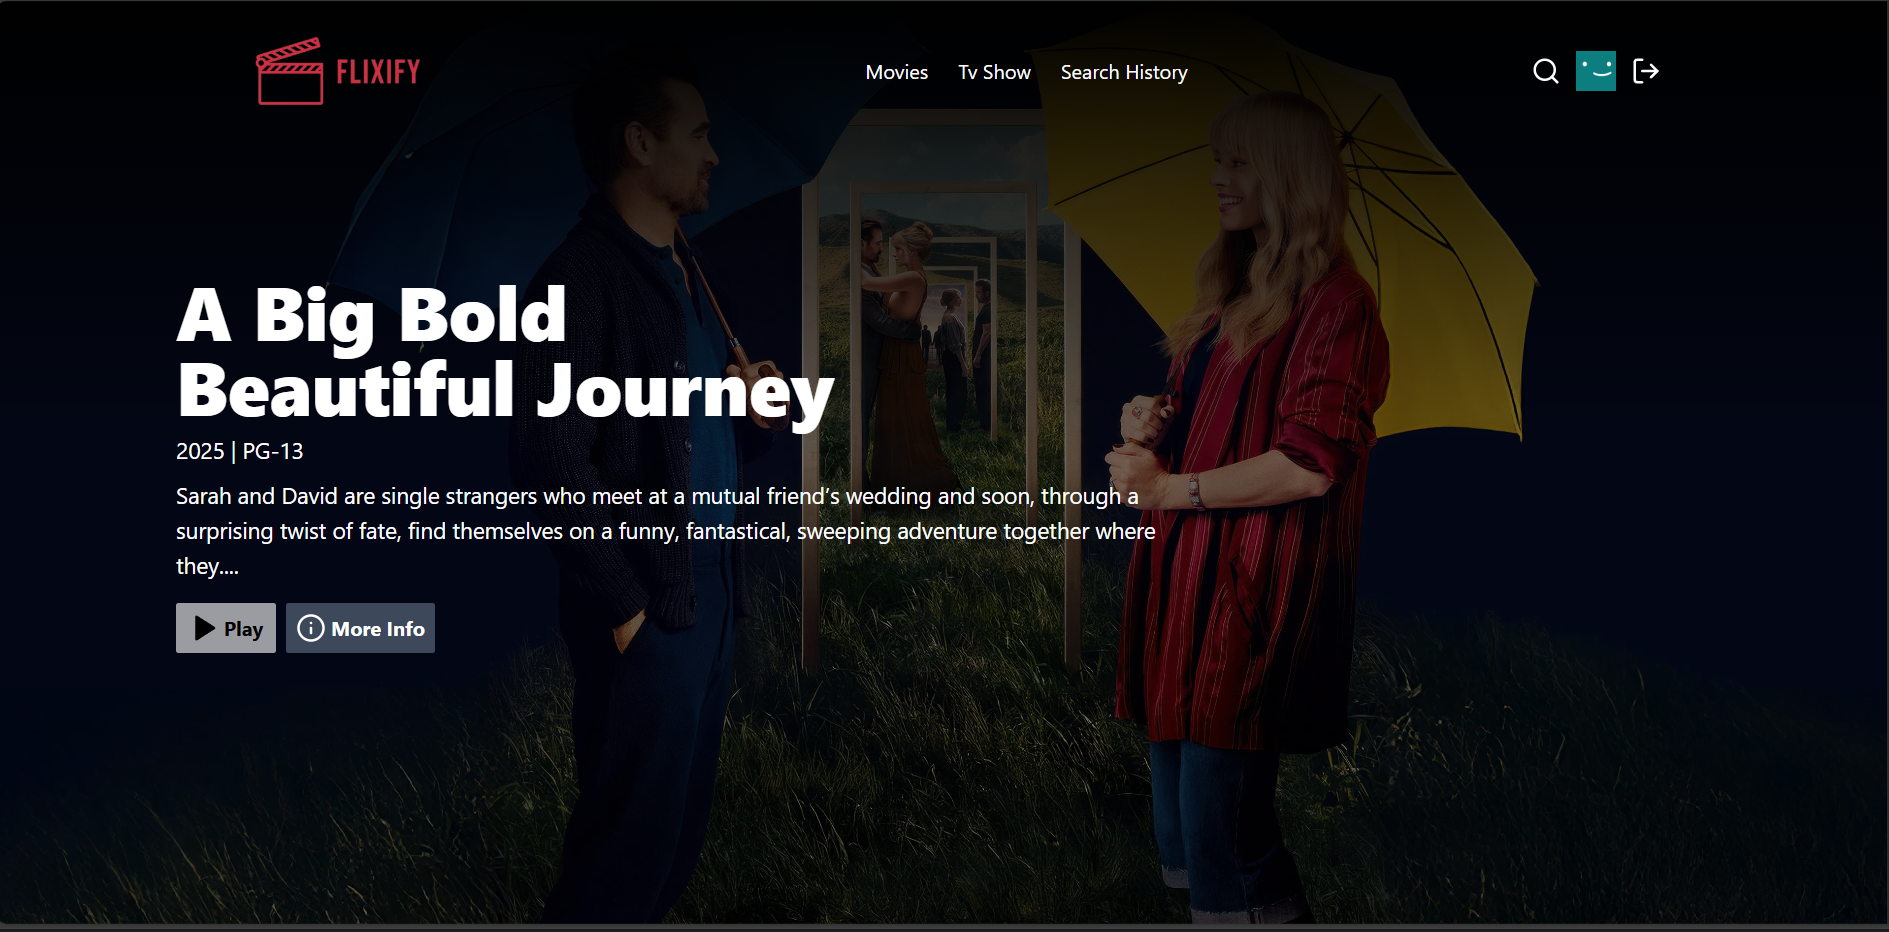 FLIXIFY
Movies
Tv Show
Search History
A Big Bold
Beautiful Journey
2025 | PG-13
Sarah and David are single strangers who meet at a mutual friend’s wedding and soon, through a
surprising twist of fate, find themselves on a funny, fantastical, sweeping adventure together where
they....
Play
More Info